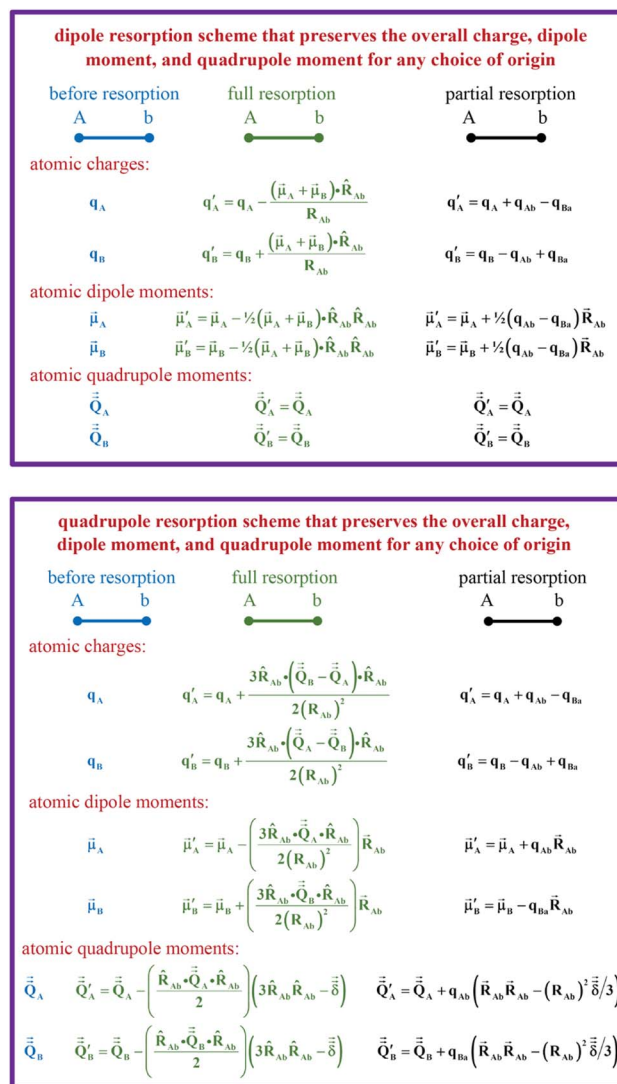 dipole resorption scheme that preserves the overall charge, dipole
moment, and quadrupole moment for any choice of origin
before resorption full resorption partial resorption
A b A b A b
atomic charges:
q_A q′_A = q_A − ((μ⃗_A + μ⃗_B)•R̂_Ab)/R_Ab q′_A = q_A + q_Ab − q_Ba
q_B q′_B = q_B + ((μ⃗_A + μ⃗_B)•R̂_Ab)/R_Ab q′_B = q_B − q_Ab + q_Ba
atomic dipole moments:
μ⃗_A μ⃗′_A = μ⃗_A − ½(μ⃗_A + μ⃗_B)•R̂_Ab R̂_Ab μ⃗′_A = μ⃗_A + ½(q_Ab − q_Ba)R⃗_Ab
μ⃗_B μ⃗′_B = μ⃗_B − ½(μ⃗_A + μ⃗_B)•R̂_Ab R̂_Ab μ⃗′_B = μ⃗_B + ½(q_Ab − q_Ba)R⃗_Ab
atomic quadrupole moments:
Q⃗⃗_A Q⃗⃗′_A = Q⃗⃗_A Q⃗⃗′_A = Q⃗⃗_A
Q⃗⃗_B Q⃗⃗′_B = Q⃗⃗_B Q⃗⃗′_B = Q⃗⃗_B
quadrupole resorption scheme that preserves the overall charge,
dipole moment, and quadrupole moment for any choice of origin
before resorption full resorption partial resorption
A b A b A b
atomic charges:
q_A q′_A = q_A + (3R̂_Ab•(Q⃗⃗_B − Q⃗⃗_A)•R̂_Ab)/(2(R_Ab)²) q′_A = q_A + q_Ab − q_Ba
q_B q′_B = q_B + (3R̂_Ab•(Q⃗⃗_A − Q⃗⃗_B)•R̂_Ab)/(2(R_Ab)²) q′_B = q_B − q_Ab + q_Ba
atomic dipole moments:
μ⃗_A μ⃗′_A = μ⃗_A − ((3R̂_Ab•Q⃗⃗_A•R̂_Ab)/(2(R_Ab)²))R⃗_Ab μ⃗′_A = μ⃗_A + q_Ab R⃗_Ab
μ⃗_B μ⃗′_B = μ⃗_B + ((3R̂_Ab•Q⃗⃗_B•R̂_Ab)/(2(R_Ab)²))R⃗_Ab μ⃗′_B = μ⃗_B − q_Ba R⃗_Ab
atomic quadrupole moments:
Q⃗⃗_A Q⃗⃗′_A = Q⃗⃗_A − ((R̂_Ab•Q⃗⃗_A•R̂_Ab)/2)(3R̂_Ab R̂_Ab − δ⃗⃗) Q⃗⃗′_A = Q⃗⃗_A + q_Ab(R⃗_Ab R⃗_Ab − (R_Ab)² δ⃗⃗/3)
Q⃗⃗_B Q⃗⃗′_B = Q⃗⃗_B − ((R̂_Ab•Q⃗⃗_B•R̂_Ab)/2)(3R̂_Ab R̂_Ab − δ⃗⃗) Q⃗⃗′_B = Q⃗⃗_B + q_Ba(R⃗_Ab R⃗_Ab − (R_Ab)² δ⃗⃗/3)